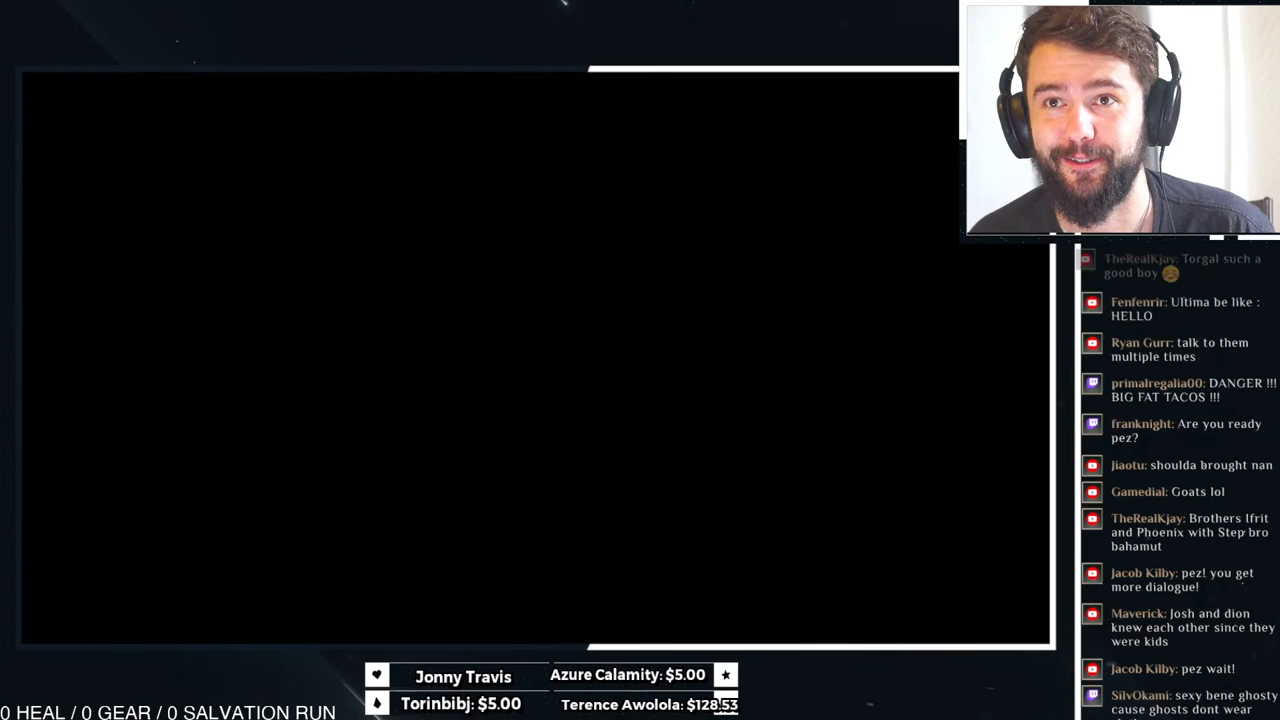 TheRealKjay: Torgal such a
good boy
Fenfenrir: Ultima be like :
HELLO
Ryan Gurr: talk to them
multiple times
primalregalia00: DANGER !!!
BIG FAT TACOS !!!
franknight: Are you ready
pez?
Jiaotu: shoulda brought nan
Gamedial: Goats lol
TheRealKjay: Brothers Ifrit
and Phoenix with Step bro
bahamut
Jacob Kilby: pez! you get
more dialogue!
Maverick: Josh and dion
knew each other since they
were kids
Jacob Kilby: pez wait!
SilvOkami: sexy bene ghosty
cause ghosts dont wear
Jonny Travis
Azure Calamity: $5.00
Torinbibj: $5.00
Terence Awolola: $128.53
0 HEAL / 0 GEAR / 0 SALVATION RUN